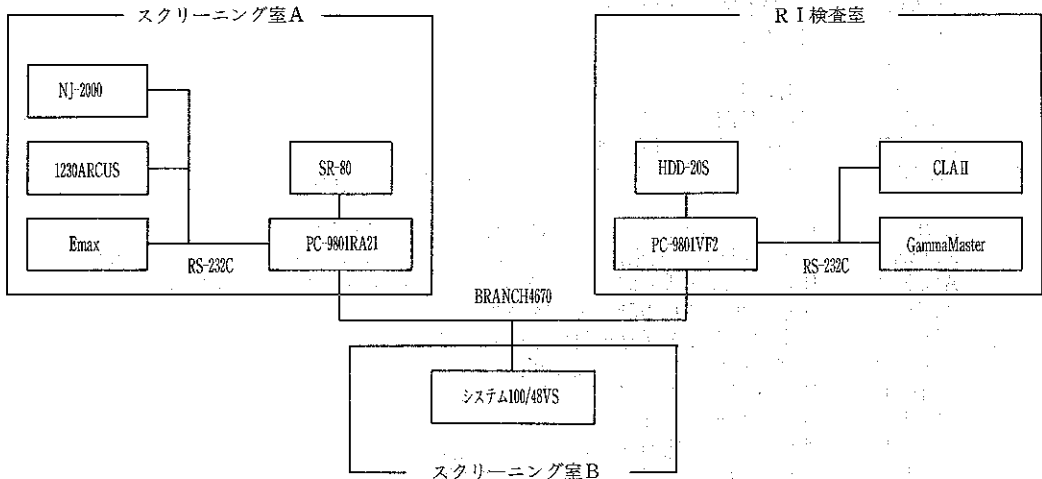 スクリーニング室A
NJ-2000
1230ARCUS
Emax
RS-232C
SR-80
PC-9801RA21
RI検査室
HDD-20S
PC-9801VF2
RS-232C
CLAⅡ
GammaMaster
BRANCH4670
システム100/48VS
スクリーニング室B